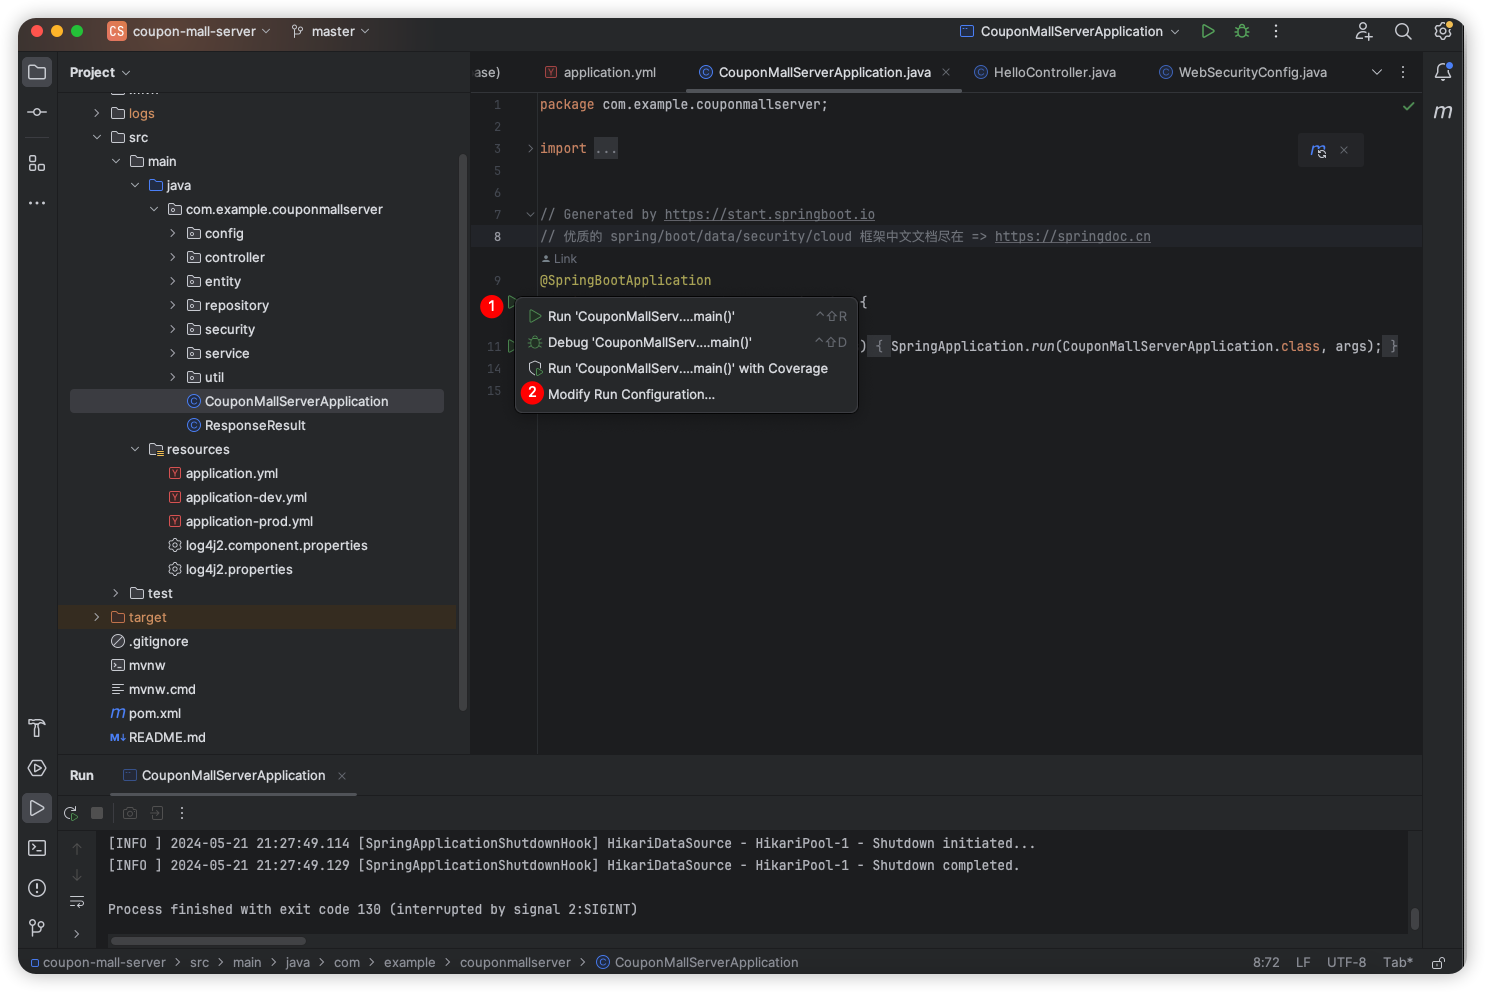 CS coupon-mall-server
master
CouponMallServerApplication
Project
ase)
application.yml
CouponMallServerApplication.java
HelloController.java
WebSecurityConfig.java
logs
src
main
java
com.example.couponmallserver
config
controller
entity
repository
security
service
util
CouponMallServerApplication
ResponseResult
resources
application.yml
application-dev.yml
application-prod.yml
log4j2.component.properties
log4j2.properties
test
target
.gitignore
mvnw
mvnw.cmd
pom.xml
README.md
1 package com.example.couponmallserver;
2
3 import ...
5
6
7 // Generated by https://start.springboot.io
8 // 优质的 spring/boot/data/security/cloud 框架中文文档尽在 => https://springdoc.cn
Link
9 @SpringBootApplication
{
11 ) { SpringApplication.run(CouponMallServerApplication.class, args); }
14
15
1
Run 'CouponMallServ....main()' ^⇧R
Debug 'CouponMallServ....main()' ^⇧D
Run 'CouponMallServ....main()' with Coverage
2 Modify Run Configuration...
Run
CouponMallServerApplication
[INFO ] 2024-05-21 21:27:49.114 [SpringApplicationShutdownHook] HikariDataSource - HikariPool-1 - Shutdown initiated...
[INFO ] 2024-05-21 21:27:49.129 [SpringApplicationShutdownHook] HikariDataSource - HikariPool-1 - Shutdown completed.
Process finished with exit code 130 (interrupted by signal 2:SIGINT)
coupon-mall-server > src > main > java > com > example > couponmallserver > CouponMallServerApplication
8:72 LF UTF-8 Tab*